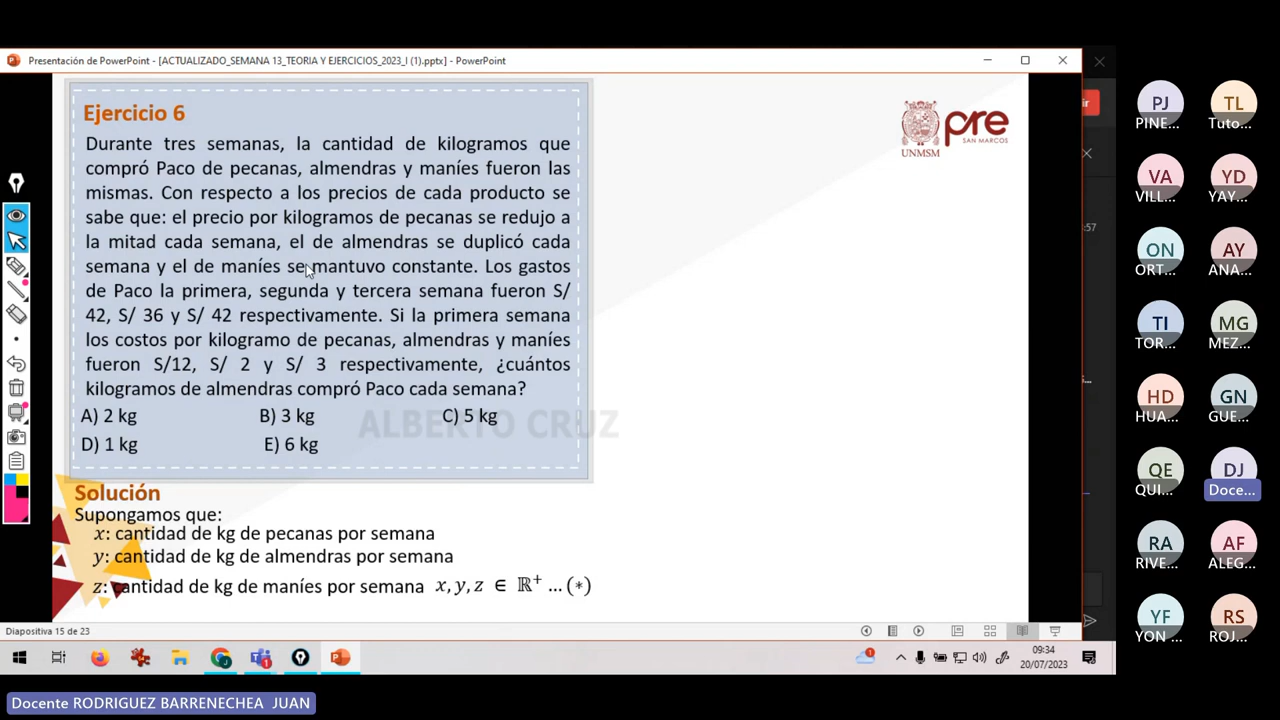 Presentación de PowerPoint - [ACTUALIZADO_SEMANA 13_TEORIA Y EJERCICIOS_2023_I (1).pptx] - PowerPoint
Ejercicio 6
Durante tres semanas, la cantidad de kilogramos que
compró Paco de pecanas, almendras y maníes fueron las
mismas. Con respecto a los precios de cada producto se
sabe que: el precio por kilogramos de pecanas se redujo a
la mitad cada semana, el de almendras se duplicó cada
semana y el de maníes se mantuvo constante. Los gastos
de Paco la primera, segunda y tercera semana fueron S/
42, S/ 36 y S/ 42 respectivamente. Si la primera semana
los costos por kilogramo de pecanas, almendras y maníes
fueron S/12, S/ 2 y S/ 3 respectivamente, ¿cuántos
kilogramos de almendras compró Paco cada semana?
A) 2 kg B) 3 kg C) 5 kg
D) 1 kg E) 6 kg
ALBERTO CRUZ
Solución
Supongamos que:
x: cantidad de kg de pecanas por semana
y: cantidad de kg de almendras por semana
z: cantidad de kg de maníes por semana x, y, z ∈ ℝ⁺ ... (*)
UNMSM
pre
SAN MARCOS
ir
:57
Diapositiva 15 de 23
09:34
20/07/2023
Docente RODRIGUEZ BARRENECHEA JUAN
PJ TL
PINE... Tuto...
VA YD
VILL... YAY...
ON AY
ORT... ANA...
TI MG
TOR... MEZ...
HD GN
HUA... GUE...
QE DJ
QUI... Doce...
RA AF
RIVE... ALEG...
YF RS
YON ... ROJ...